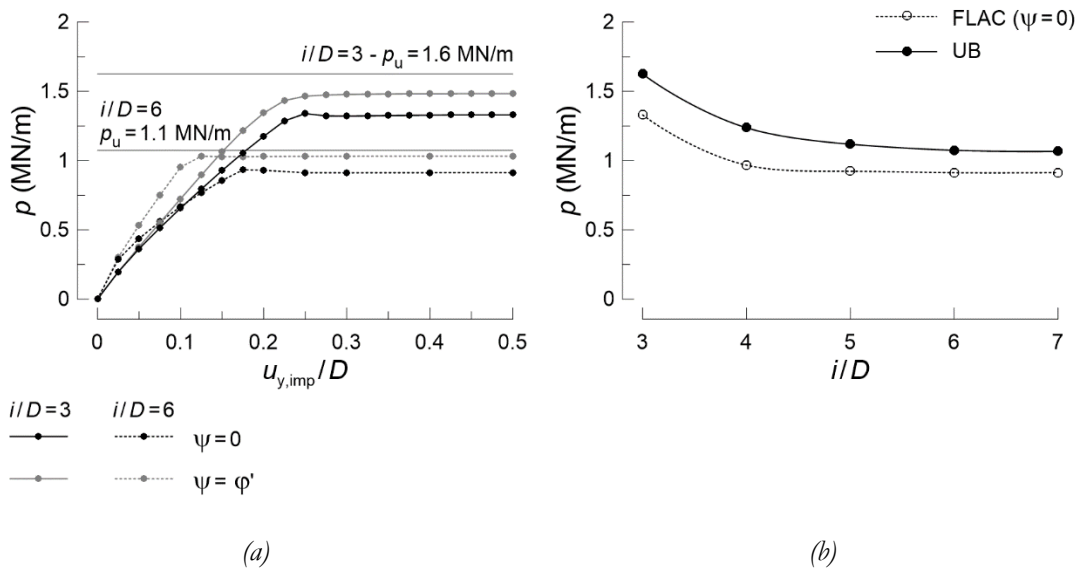 2
1.5
1
0.5
0
p (MN/m)
i/D=3 - pu=1.6 MN/m
i/D=6
pu=1.1 MN/m
0 0.1 0.2 0.3 0.4 0.5
uy,imp/D
i/D=3 i/D=6
ψ=0
ψ=φ'
(a)
FLAC (ψ=0)
UB
2
1.5
1
0.5
0
p (MN/m)
3 4 5 6 7
i/D
(b)